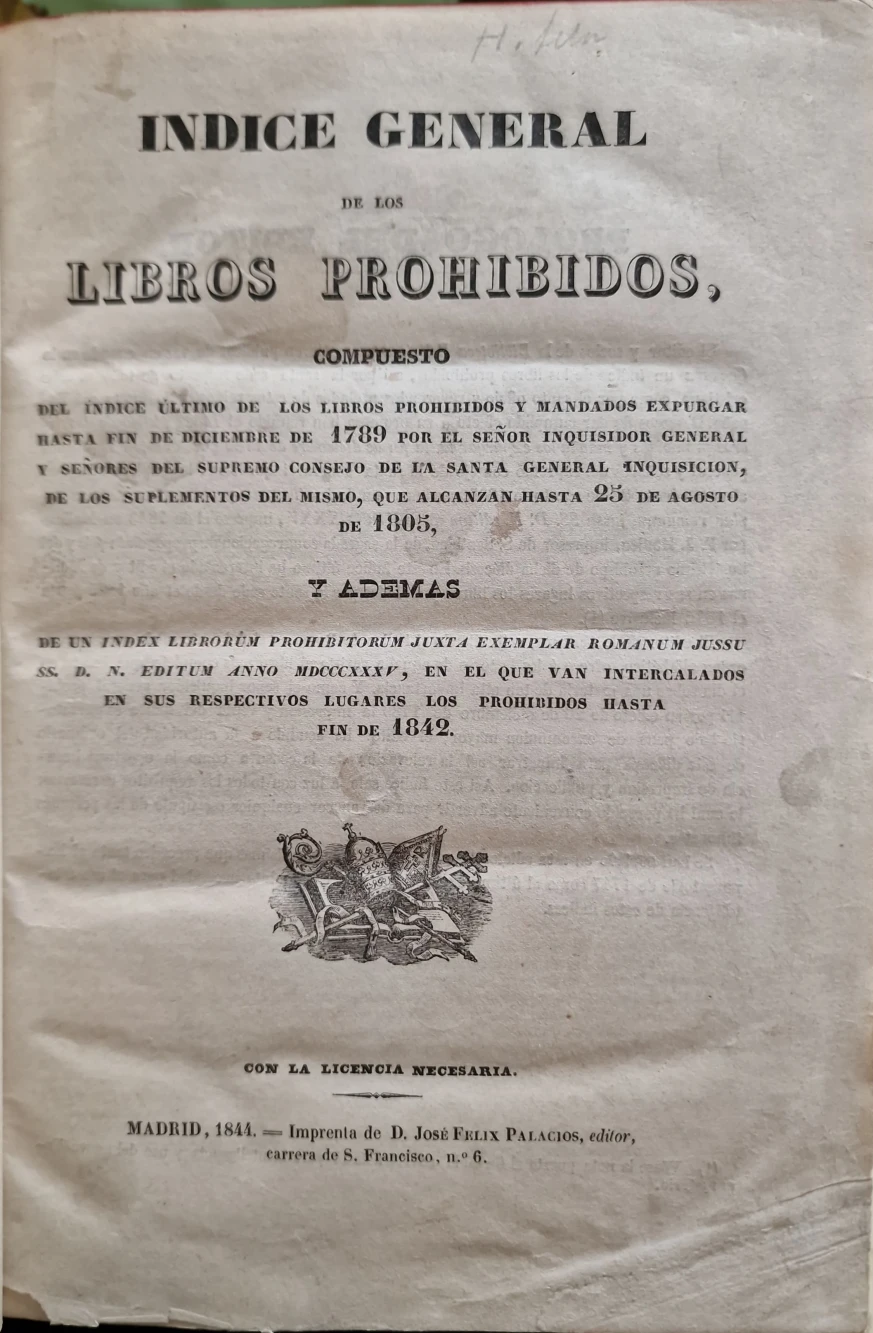 INDICE GENERAL
DE LOS
LIBROS PROHIBIDOS,
COMPUESTO
DEL ÍNDICE ÚLTIMO DE LOS LIBROS PROHIBIDOS Y MANDADOS EXPURGAR
HASTA FIN DE DICIEMBRE DE 1789 POR EL SEÑOR INQUISIDOR GENERAL
Y SEÑORES DEL SUPREMO CONSEJO DE LA SANTA GENERAL INQUISICION,
DE LOS SUPLEMENTOS DEL MISMO, QUE ALCANZAN HASTA 25 DE AGOSTO
DE 1805,
Y ADEMAS
DE UN INDEX LIBRORUM PROHIBITORUM JUXTA EXEMPLAR ROMANUM JUSSU
SS. D. N. EDITUM ANNO MDCCCXXXV, EN EL QUE VAN INTERCALADOS
EN SUS RESPECTIVOS LUGARES LOS PROHIBIDOS HASTA
FIN DE 1842.
CON LA LICENCIA NECESARIA.
MADRID, 1844. = Imprenta de D. JOSÉ FELIX PALACIOS, editor,
carrera de S. Francisco, n.º 6.